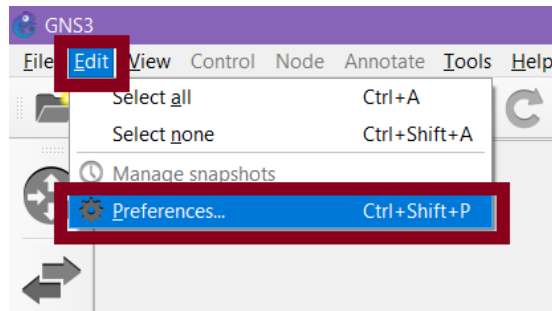 GNS3
File Edit View Control Node Annotate Tools Help
Select all Ctrl+A
Select none Ctrl+Shift+A
Manage snapshots
Preferences... Ctrl+Shift+P